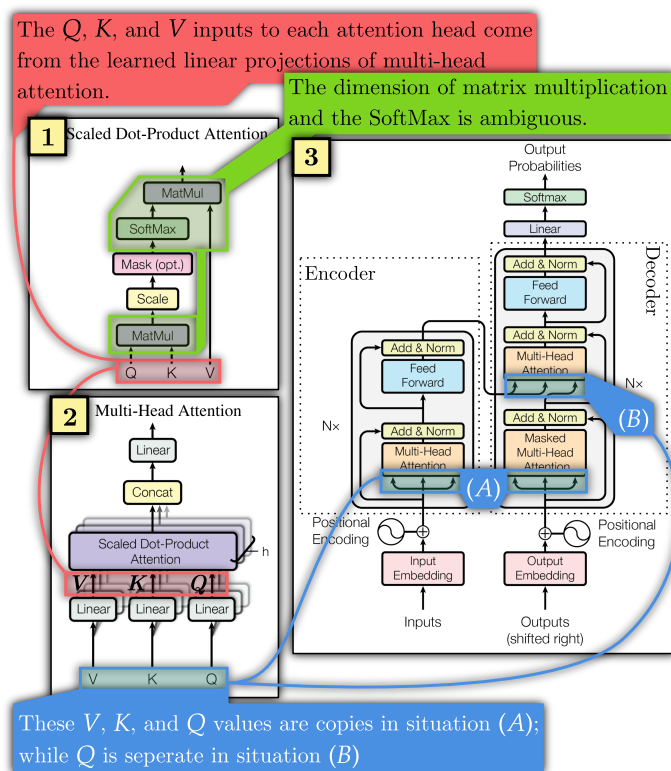 The Q, K, and V inputs to each attention head come
from the learned linear projections of multi-head
attention.
The dimension of matrix multiplication
and the SoftMax is ambiguous.
1
Scaled Dot-Product Attention
MatMul
SoftMax
Mask (opt.)
Scale
MatMul
Q K V
2
Multi-Head Attention
Linear
Concat
Scaled Dot-Product
Attention
h
V K Q
Linear Linear Linear
V K Q
3
Output
Probabilities
Softmax
Linear
Encoder
Decoder
Add & Norm
Feed
Forward
Add & Norm
Multi-Head
Attention
(B)
N×
Add & Norm
Masked
Multi-Head
Attention
Add & Norm
Feed
Forward
N×
Add & Norm
Multi-Head
Attention
(A)
Positional
Encoding
Positional
Encoding
Input
Embedding
Output
Embedding
Inputs
Outputs
(shifted right)
These V, K, and Q values are copies in situation (A);
while Q is seperate in situation (B)